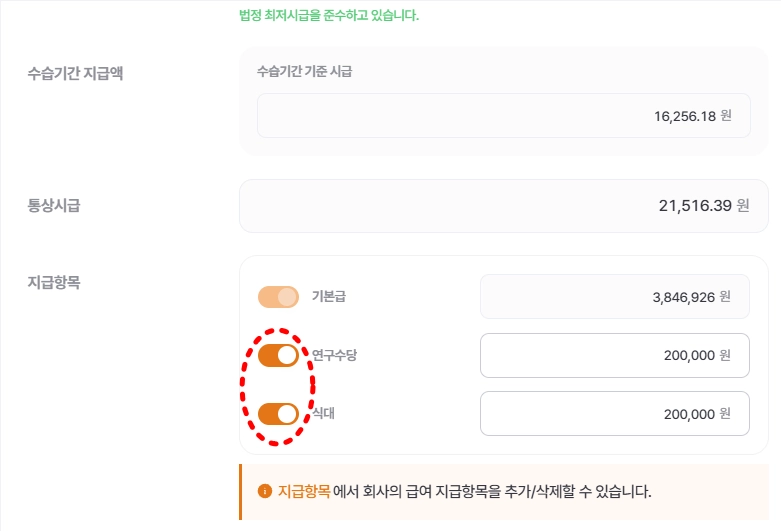 법정 최저시급을 준수하고 있습니다.
수습기간 지급액
수습기간 기준 시급
16,256.18 원
통상시급
21,516.39 원
지급항목
기본급
3,846,926 원
연구수당
200,000 원
식대
200,000 원
지급항목에서 회사의 급여 지급항목을 추가/삭제할 수 있습니다.